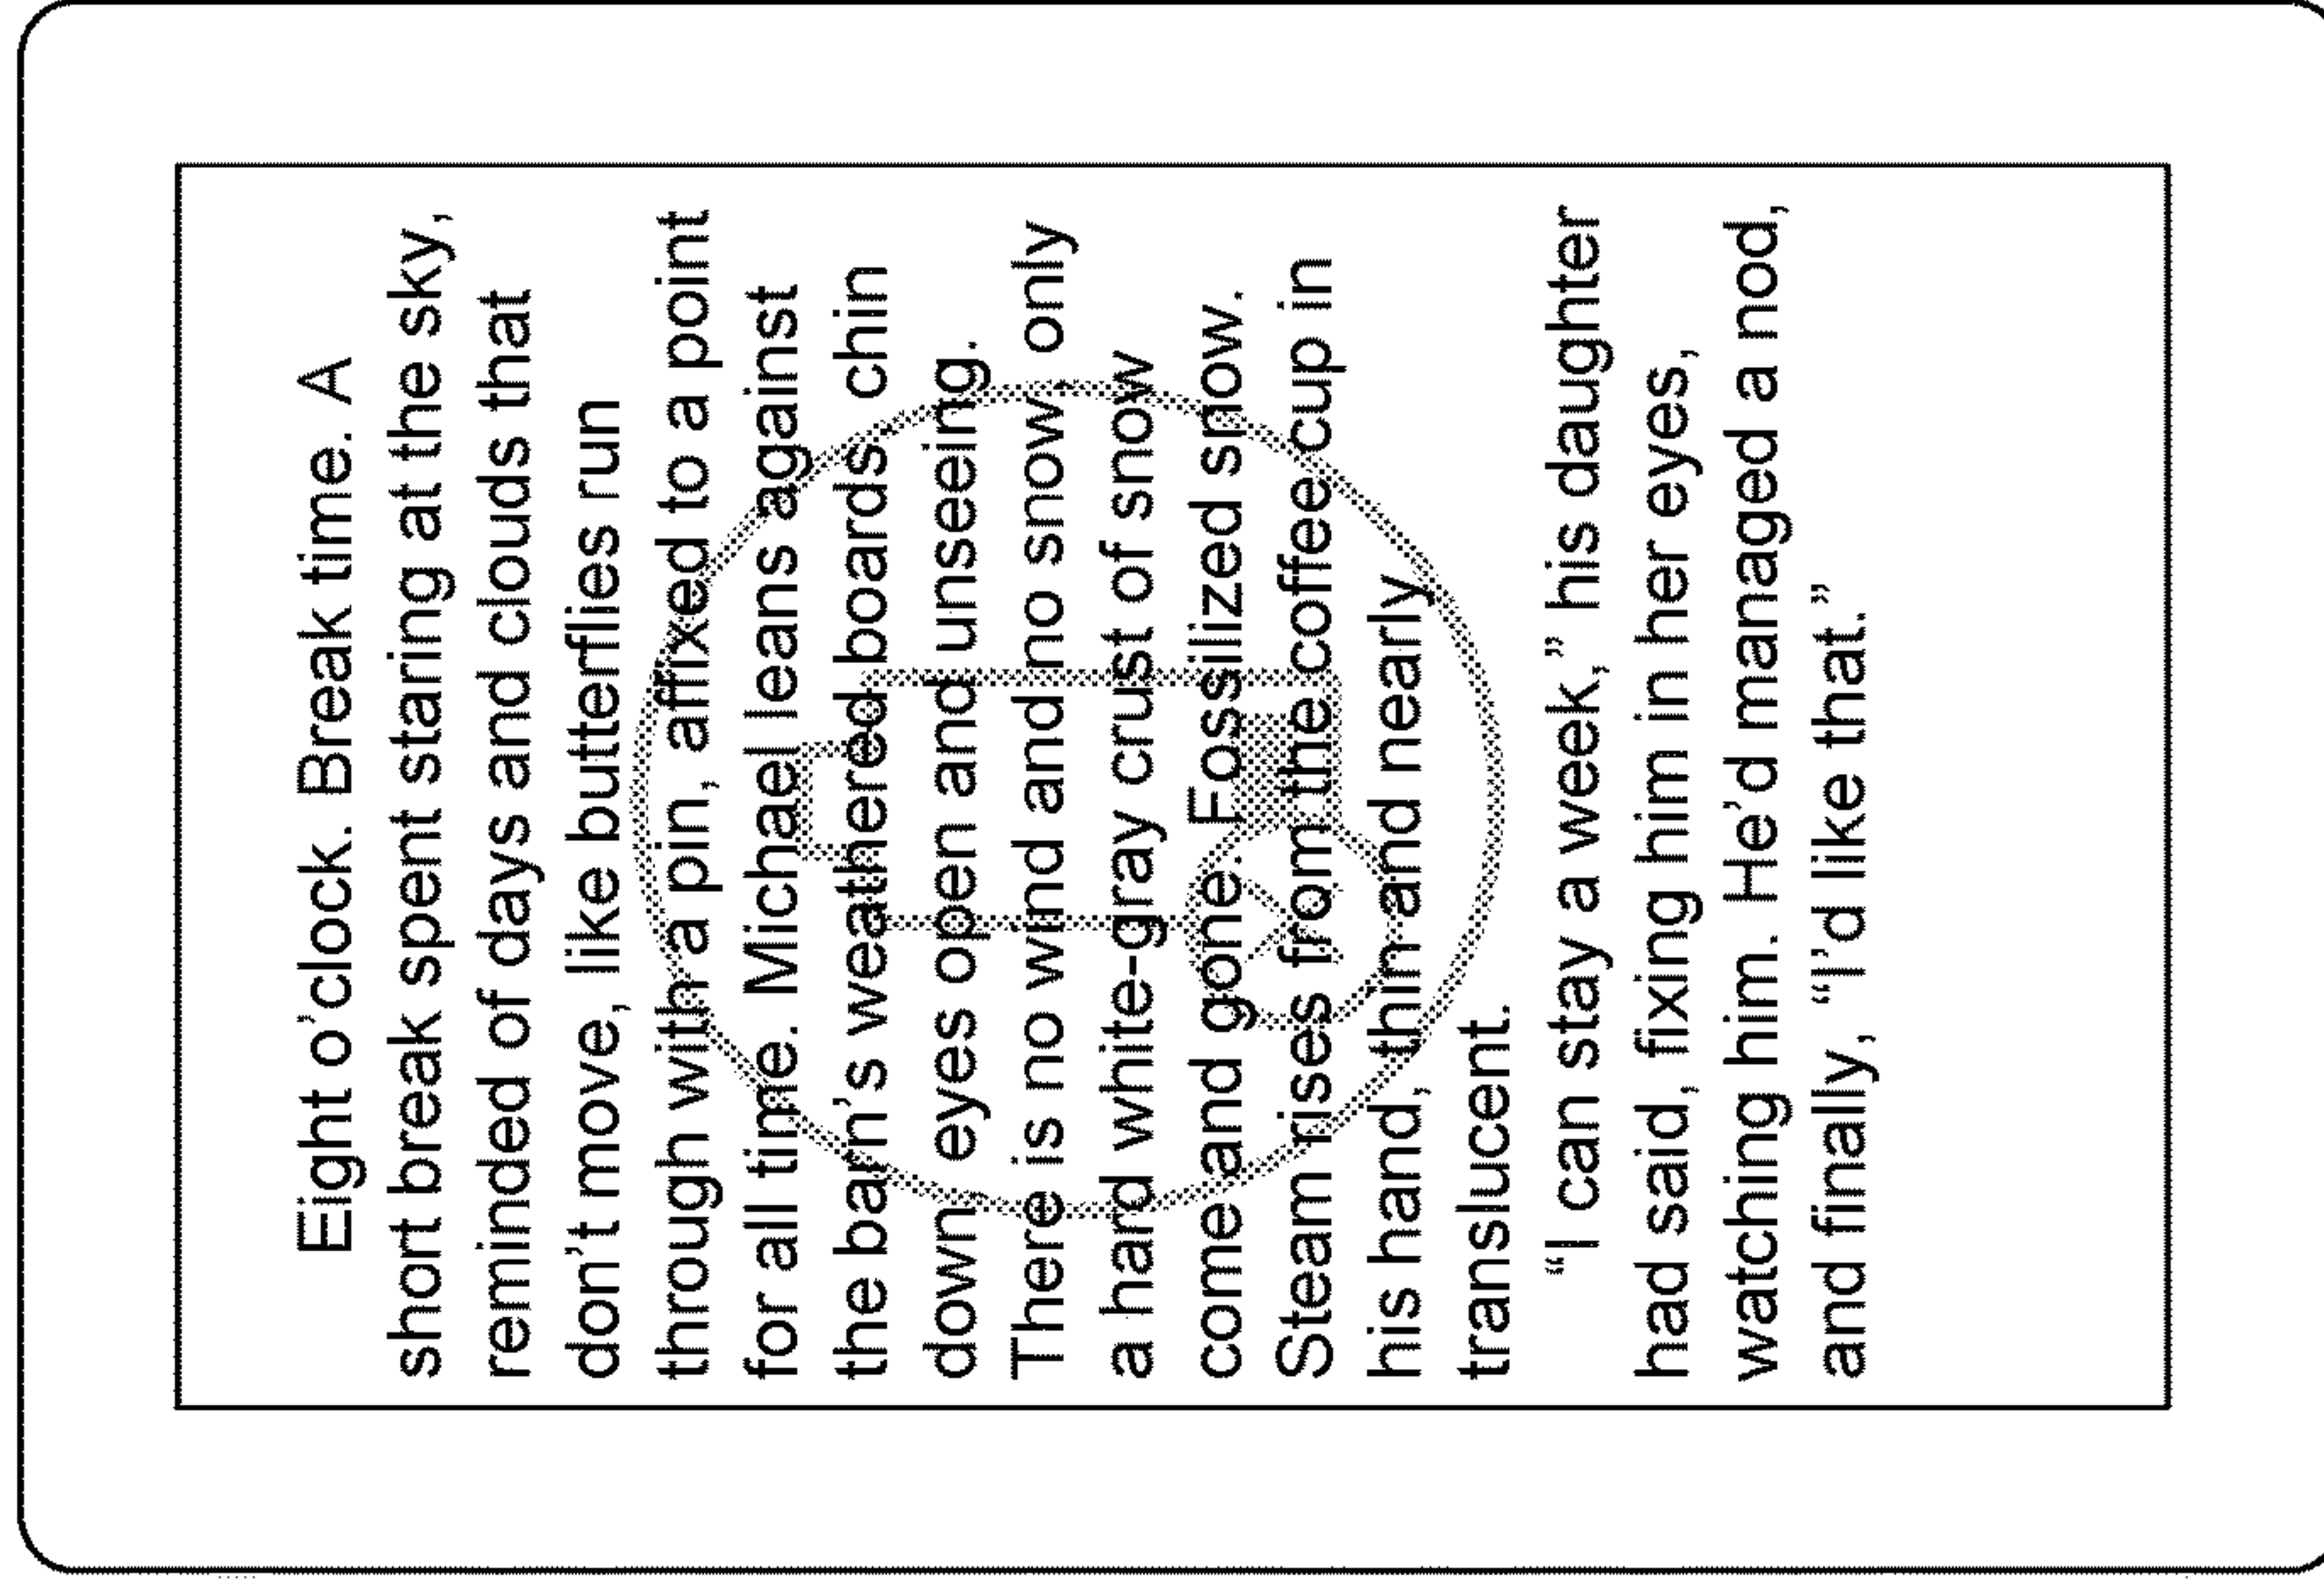 Eight o’clock. Break time. A
short break spent staring at the sky,
reminded of days and clouds that
don’t move, like butterflies run
through with a pin, affixed to a point
for all time. Michael leans against
the barn’s weathered boards, chin
down, eyes open and unseeing.
There is no wind and no snow, only
a hard white-gray crust of snow
come and gone. Fossilized snow.
Steam rises from the coffee cup in
his hand, thin and nearly
translucent.
“I can stay a week,” his daughter
had said, fixing him in her eyes,
watching him. He’d managed a nod,
and finally, “I’d like that.”